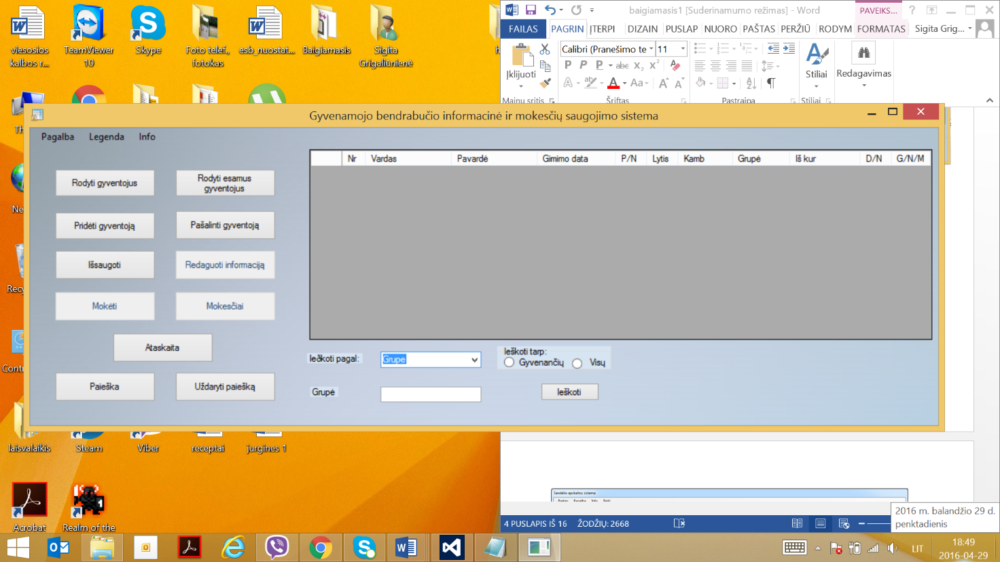 viesosios
kalbos r...
TeamViewer
10
Skype
Foto telef.,
fotokas
esb_nuostat...
Baigiamasis
Sigita
Grigaliūnienė
baigiamasis1 [Suderinamumo režimas] - Word
PAVEIKS...
FAILAS
PAGRIN
ĮTERPI
DIZAIN
PUSLAP
NUORO
PAŠTAS
PERŽIŪ
RODYM
FORMATAS
Sigita Grig...
Calibri (Pranešimo te
11
Įklijuoti
Stiliai
Redagavimas
Mainų sritis
Šriftas
Pastraipa
Stiliai
Gyvenamojo bendrabučio informacinė ir mokesčių saugojimo sistema
Pagalba
Legenda
Info
Nr
Vardas
Pavardė
Gimimo data
P/N
Lytis
Kamb
Grupė
Iš kur
D/N
G/N/M
Rodyti gyventojus
Rodyti esamus
gyventojus
Pridėti gyventoją
Pašalinti gyventoją
Išsaugoti
Redaguoti informaciją
Mokėti
Mokesčiai
Ataskaita
Paieška
Uždaryti paiešką
Ieðkoti pagal:
Grupe
Ieškoti tarp:
Gyvenančių
Visų
Grupė
Ieškoti
Th
Ne
Recy
Contu
laisvalaikis
Steam
Viber
receptai
jurgines 1
Acrobat
Realm of the
Sandėlio apskaitos sistema
Info
4 PUSLAPIS IŠ 16
ŽODŽIŲ: 2668
2016 m. balandžio 29 d.
penktadienis
LIT
18:49
2016-04-29